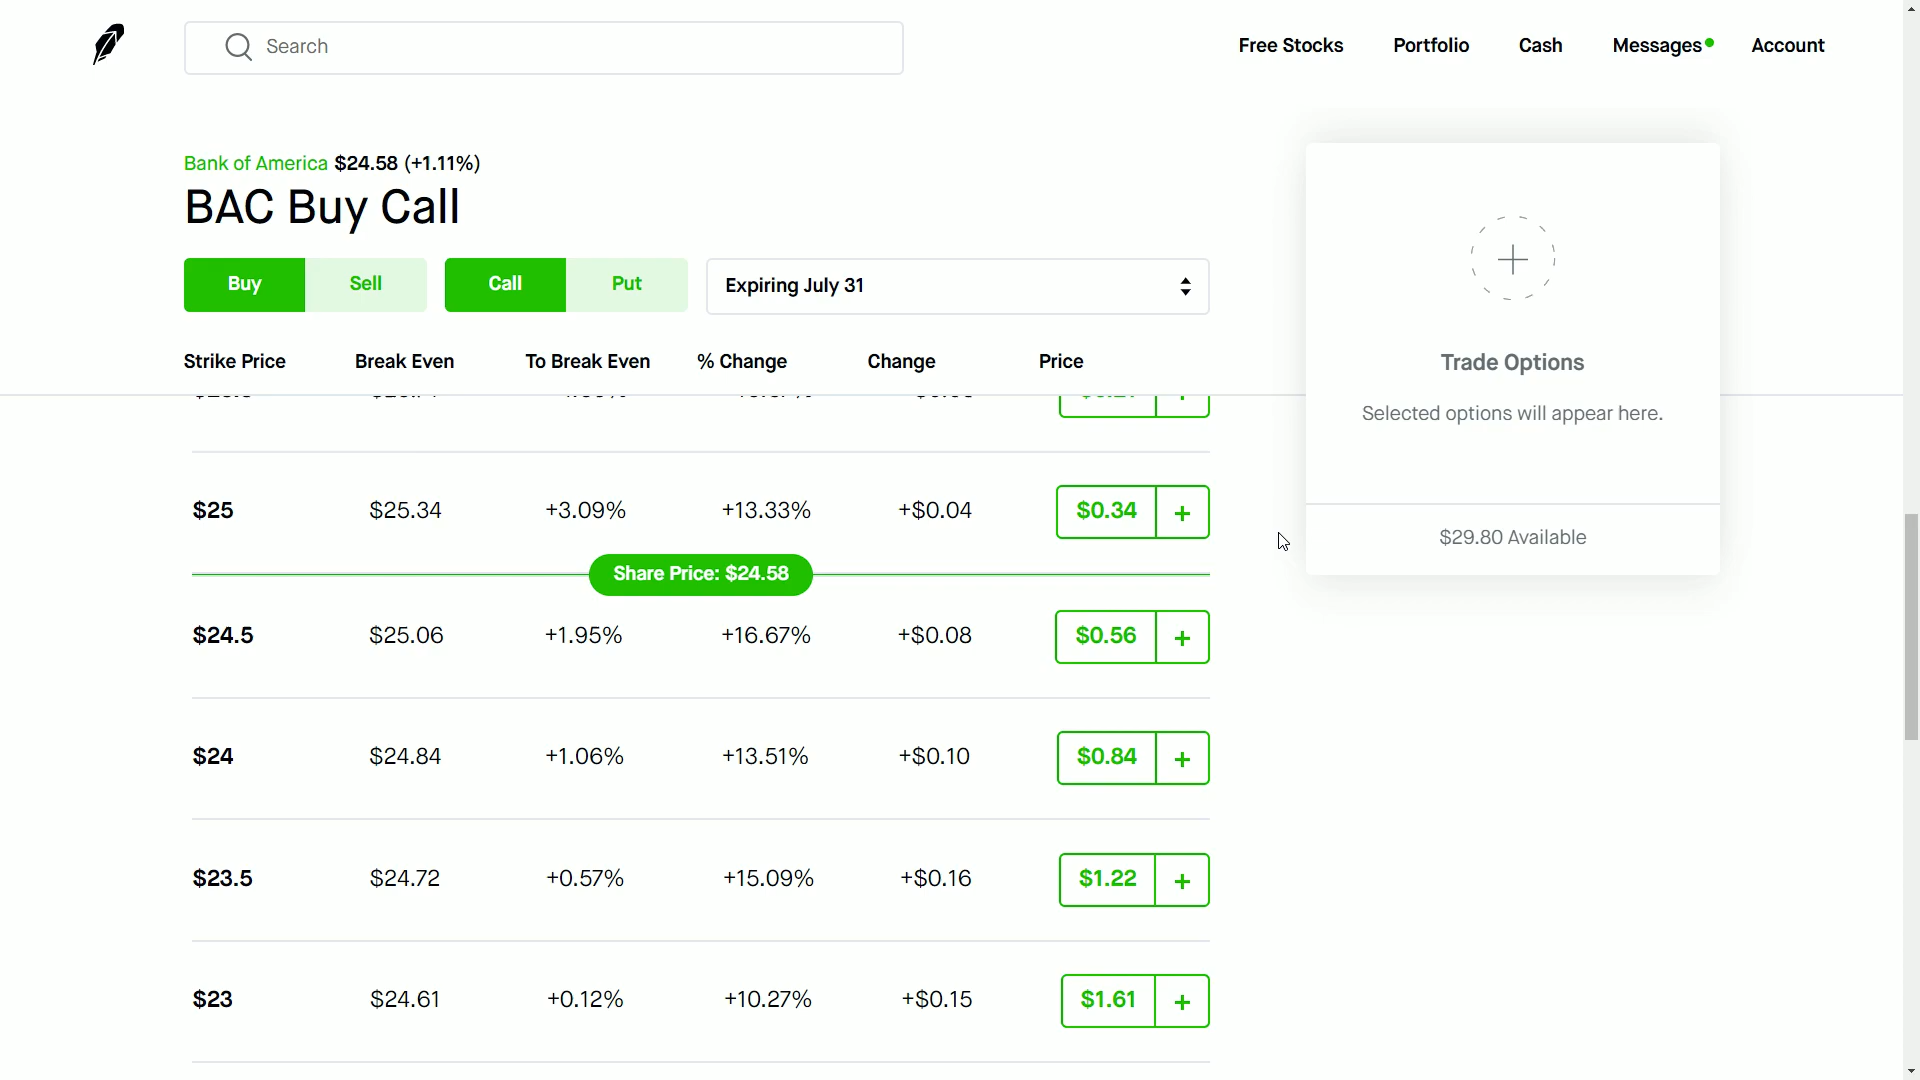 Search
Free Stocks Portfolio Cash Messages Account
Bank of America $24.58 (+1.11%)
BAC Buy Call
Buy Sell Call Put Expiring July 31
Strike Price Break Even To Break Even % Change Change Price
$25 $25.34 +3.09% +13.33% +$0.04 $0.34 +
Share Price: $24.58
$24.5 $25.06 +1.95% +16.67% +$0.08 $0.56 +
$24 $24.84 +1.06% +13.51% +$0.10 $0.84 +
$23.5 $24.72 +0.57% +15.09% +$0.16 $1.22 +
$23 $24.61 +0.12% +10.27% +$0.15 $1.61 +
Trade Options
Selected options will appear here.
$29.80 Available